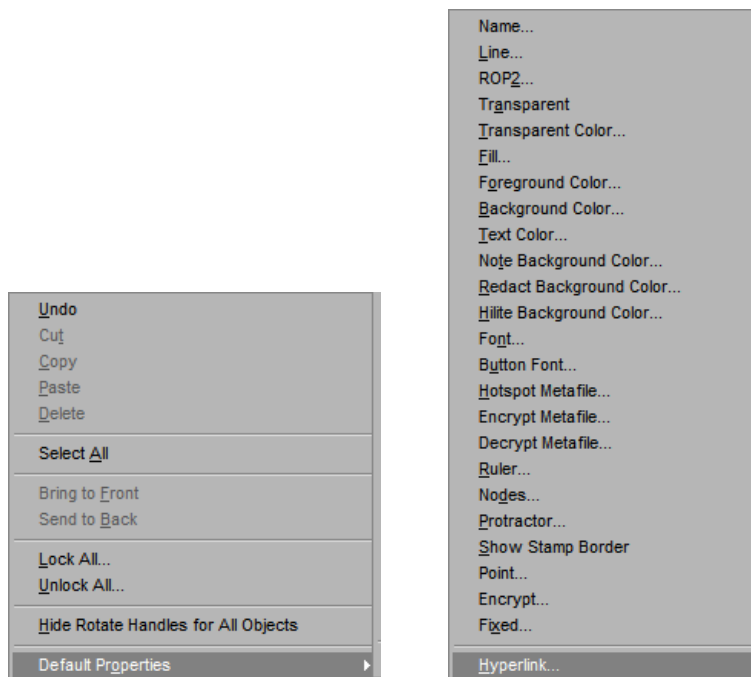 Undo
Cut
Copy
Paste
Delete
Select All
Bring to Front
Send to Back
Lock All...
Unlock All...
Hide Rotate Handles for All Objects
Default Properties
Name...
Line...
ROP2...
Transparent
Transparent Color...
Fill...
Foreground Color...
Background Color...
Text Color...
Note Background Color...
Redact Background Color...
Hilite Background Color...
Font...
Button Font...
Hotspot Metafile...
Encrypt Metafile...
Decrypt Metafile...
Ruler...
Nodes...
Protractor...
Show Stamp Border
Point...
Encrypt...
Fixed...
Hyperlink...